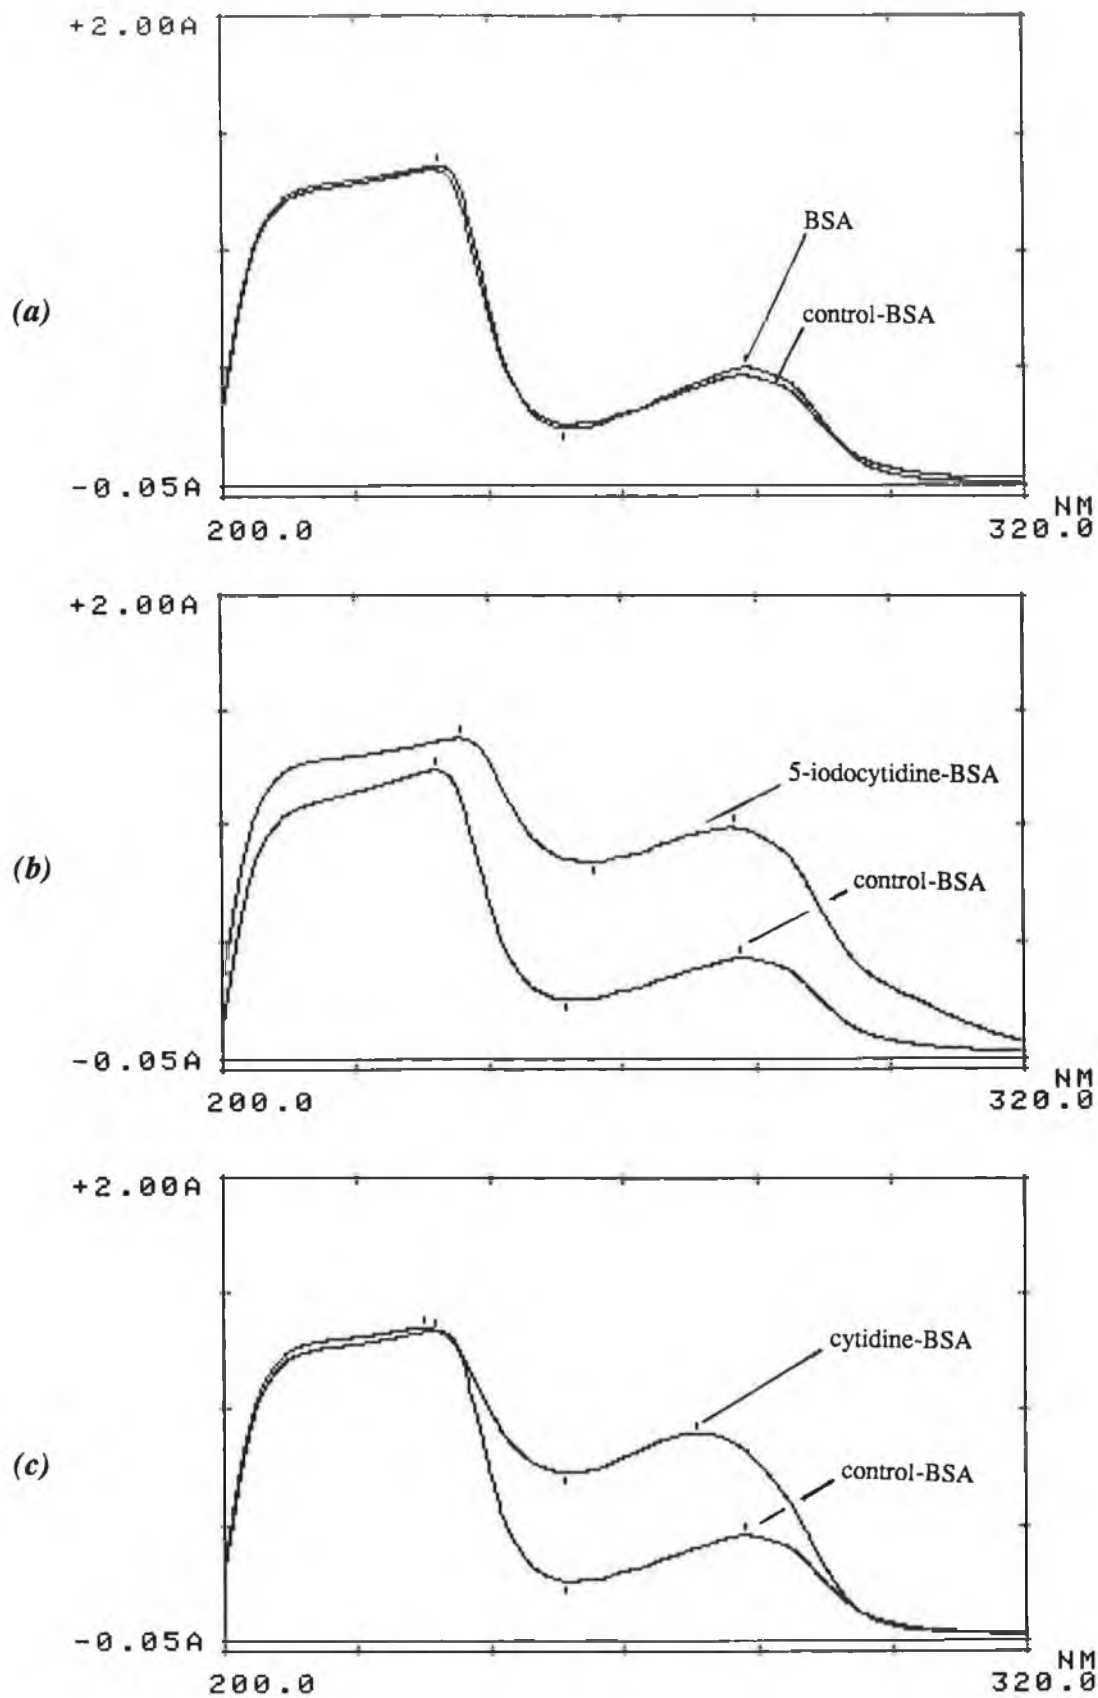 +2.00A
BSA
control-BSA
(a)
-0.05A
NM
200.0
320.0
+2.00A
5-iodocytidine-BSA
(b)
control-BSA
-0.05A
NM
200.0
320.0
+2.00A
cytidine-BSA
(c)
control-BSA
-0.05A
NM
200.0
320.0